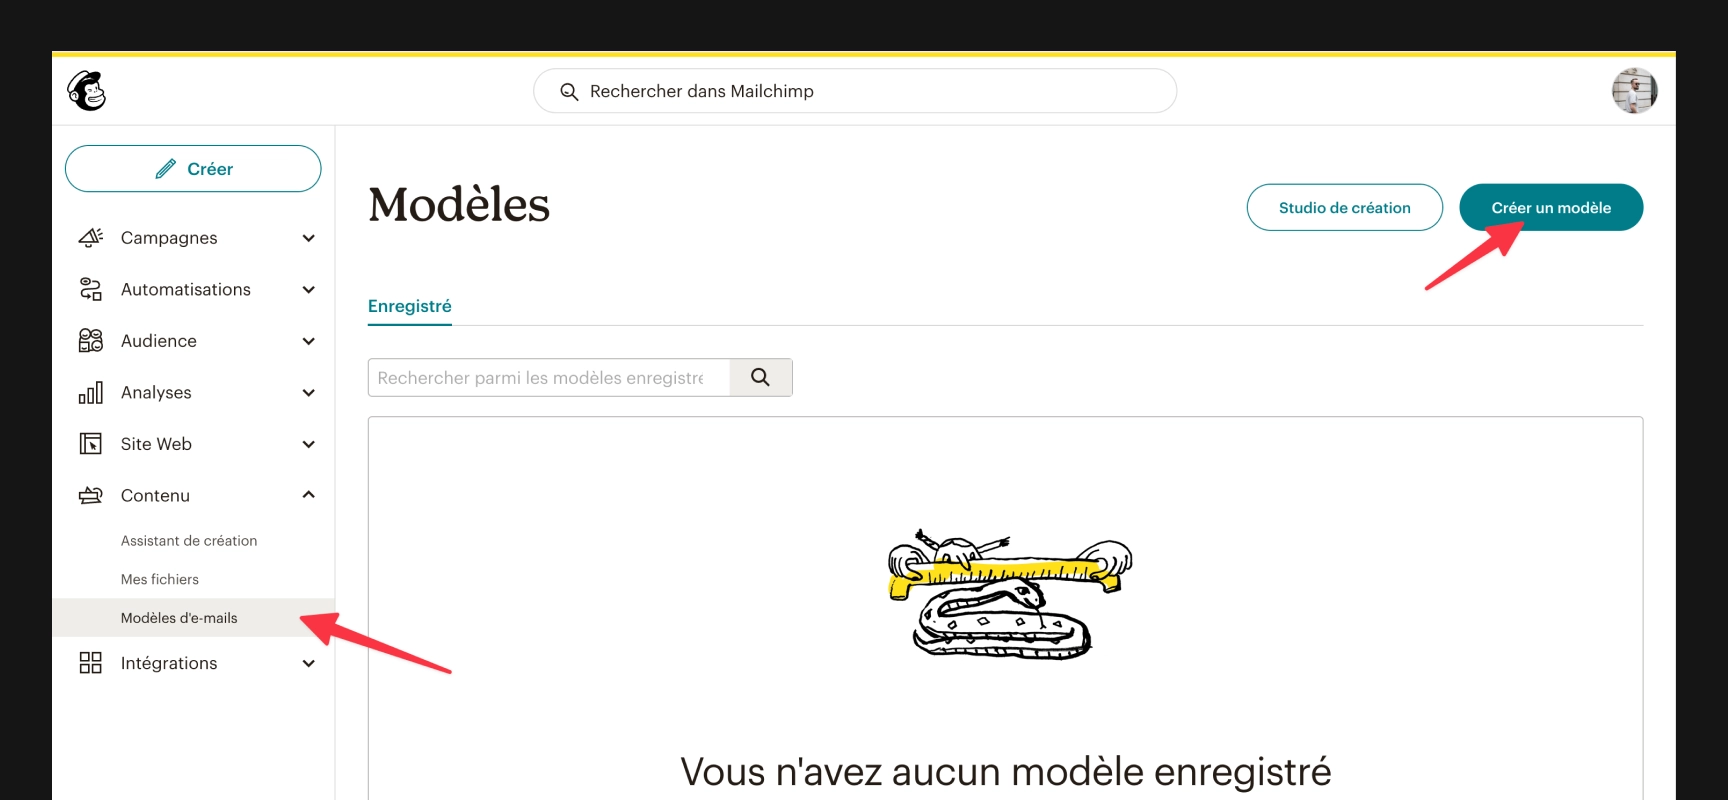 Rechercher dans Mailchimp
Créer
Campagnes
Automatisations
Audience
Analyses
Site Web
Contenu
Assistant de création
Mes fichiers
Modèles d'e-mails
Intégrations
Modèles
Studio de création
Créer un modèle
Enregistré
Rechercher parmi les modèles enregistré
Vous n'avez aucun modèle enregistré